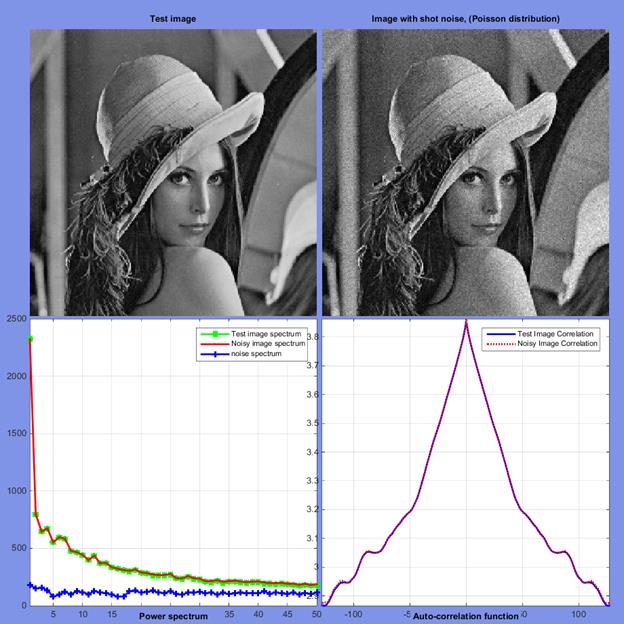 Test image
Image with shot noise, (Poisson distribution)
2500
2000
1500
1000
500
0
Test image spectrum
Noisy image spectrum
noise spectrum
5 10 15 20 25 30 35 40 45 50
Power spectrum
3.8
3.7
3.6
3.5
3.4
3.3
3.2
3.1
3
Test Image Correlation
Noisy Image Correlation
-100 -5 0 100
Auto-correlation function